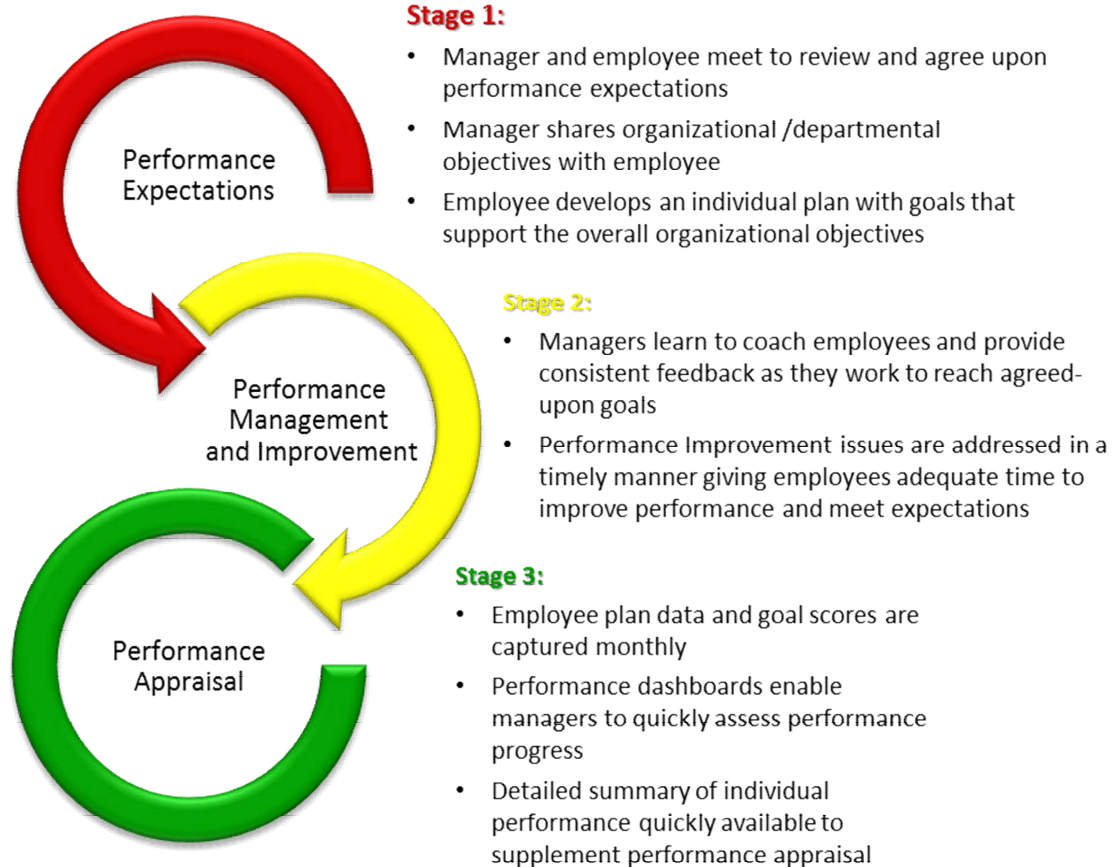 Stage 1:
• Manager and employee meet to review and agree upon
performance expectations
• Manager shares organizational /departmental
objectives with employee
• Employee develops an individual plan with goals that
support the overall organizational objectives
Performance
Expectations
Stage 2:
• Managers learn to coach employees and provide
consistent feedback as they work to reach agreed-
upon goals
• Performance Improvement issues are addressed in a
timely manner giving employees adequate time to
improve performance and meet expectations
Performance
Management
and Improvement
Stage 3:
• Employee plan data and goal scores are
captured monthly
• Performance dashboards enable
managers to quickly assess performance
progress
• Detailed summary of individual
performance quickly available to
supplement performance appraisal
Performance
Appraisal